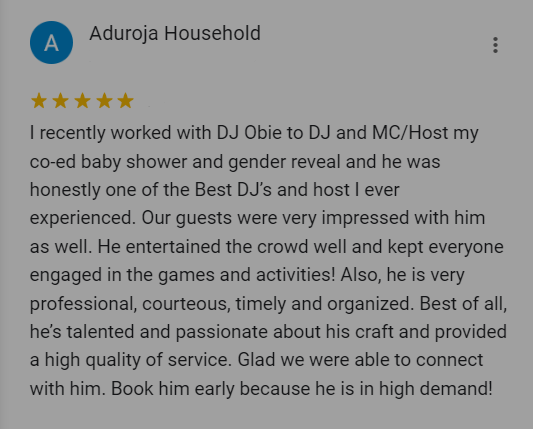 A
Aduroja Household
I recently worked with DJ Obie to DJ and MC/Host my
co-ed baby shower and gender reveal and he was
honestly one of the Best DJ's and host I ever
experienced. Our guests were very impressed with him
as well. He entertained the crowd well and kept everyone
engaged in the games and activities! Also, he is very
professional, courteous, timely and organized. Best of all,
he's talented and passionate about his craft and provided
a high quality of service. Glad we were able to connect
with him. Book him early because he is in high demand!